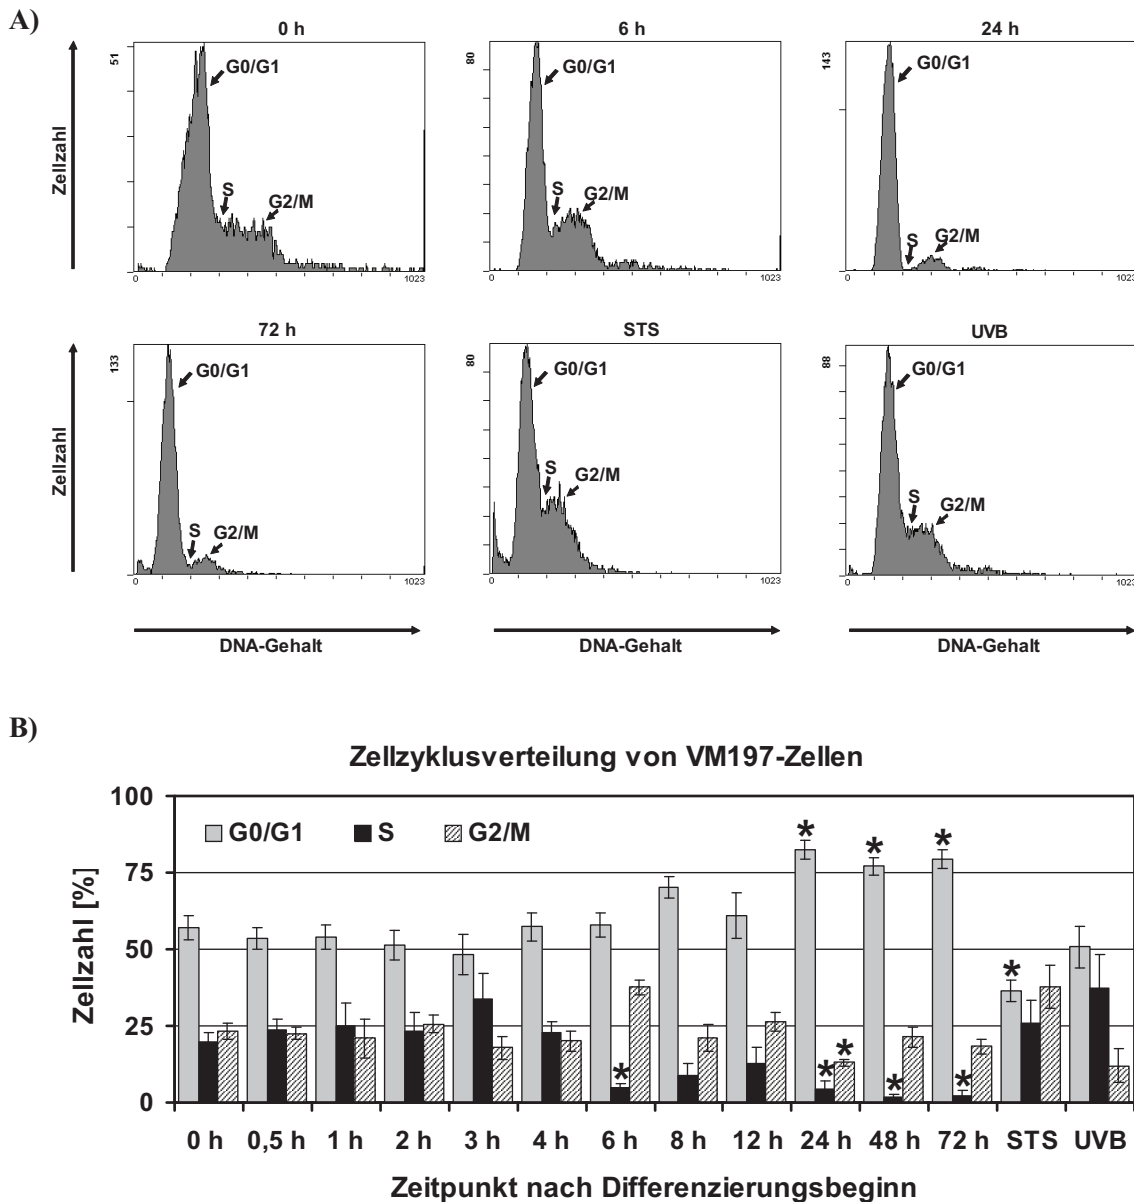 A)
0 h
6 h
24 h
Zellzahl
51
G0/G1
S
G2/M
0
1023
80
G0/G1
S
G2/M
0
1023
143
G0/G1
S
G2/M
0
1023
72 h
STS
UVB
Zellzahl
133
G0/G1
S
G2/M
0
1023
80
G0/G1
S
G2/M
0
1023
88
G0/G1
S
G2/M
0
1023
DNA-Gehalt
DNA-Gehalt
DNA-Gehalt
B)
Zellzyklusverteilung von VM197-Zellen
Zellzahl [%]
100
75
50
25
0
G0/G1 S G2/M
* * *
*
* * * * *
0 h 0,5 h 1 h 2 h 3 h 4 h 6 h 8 h 12 h 24 h 48 h 72 h STS UVB
Zeitpunkt nach Differenzierungsbeginn